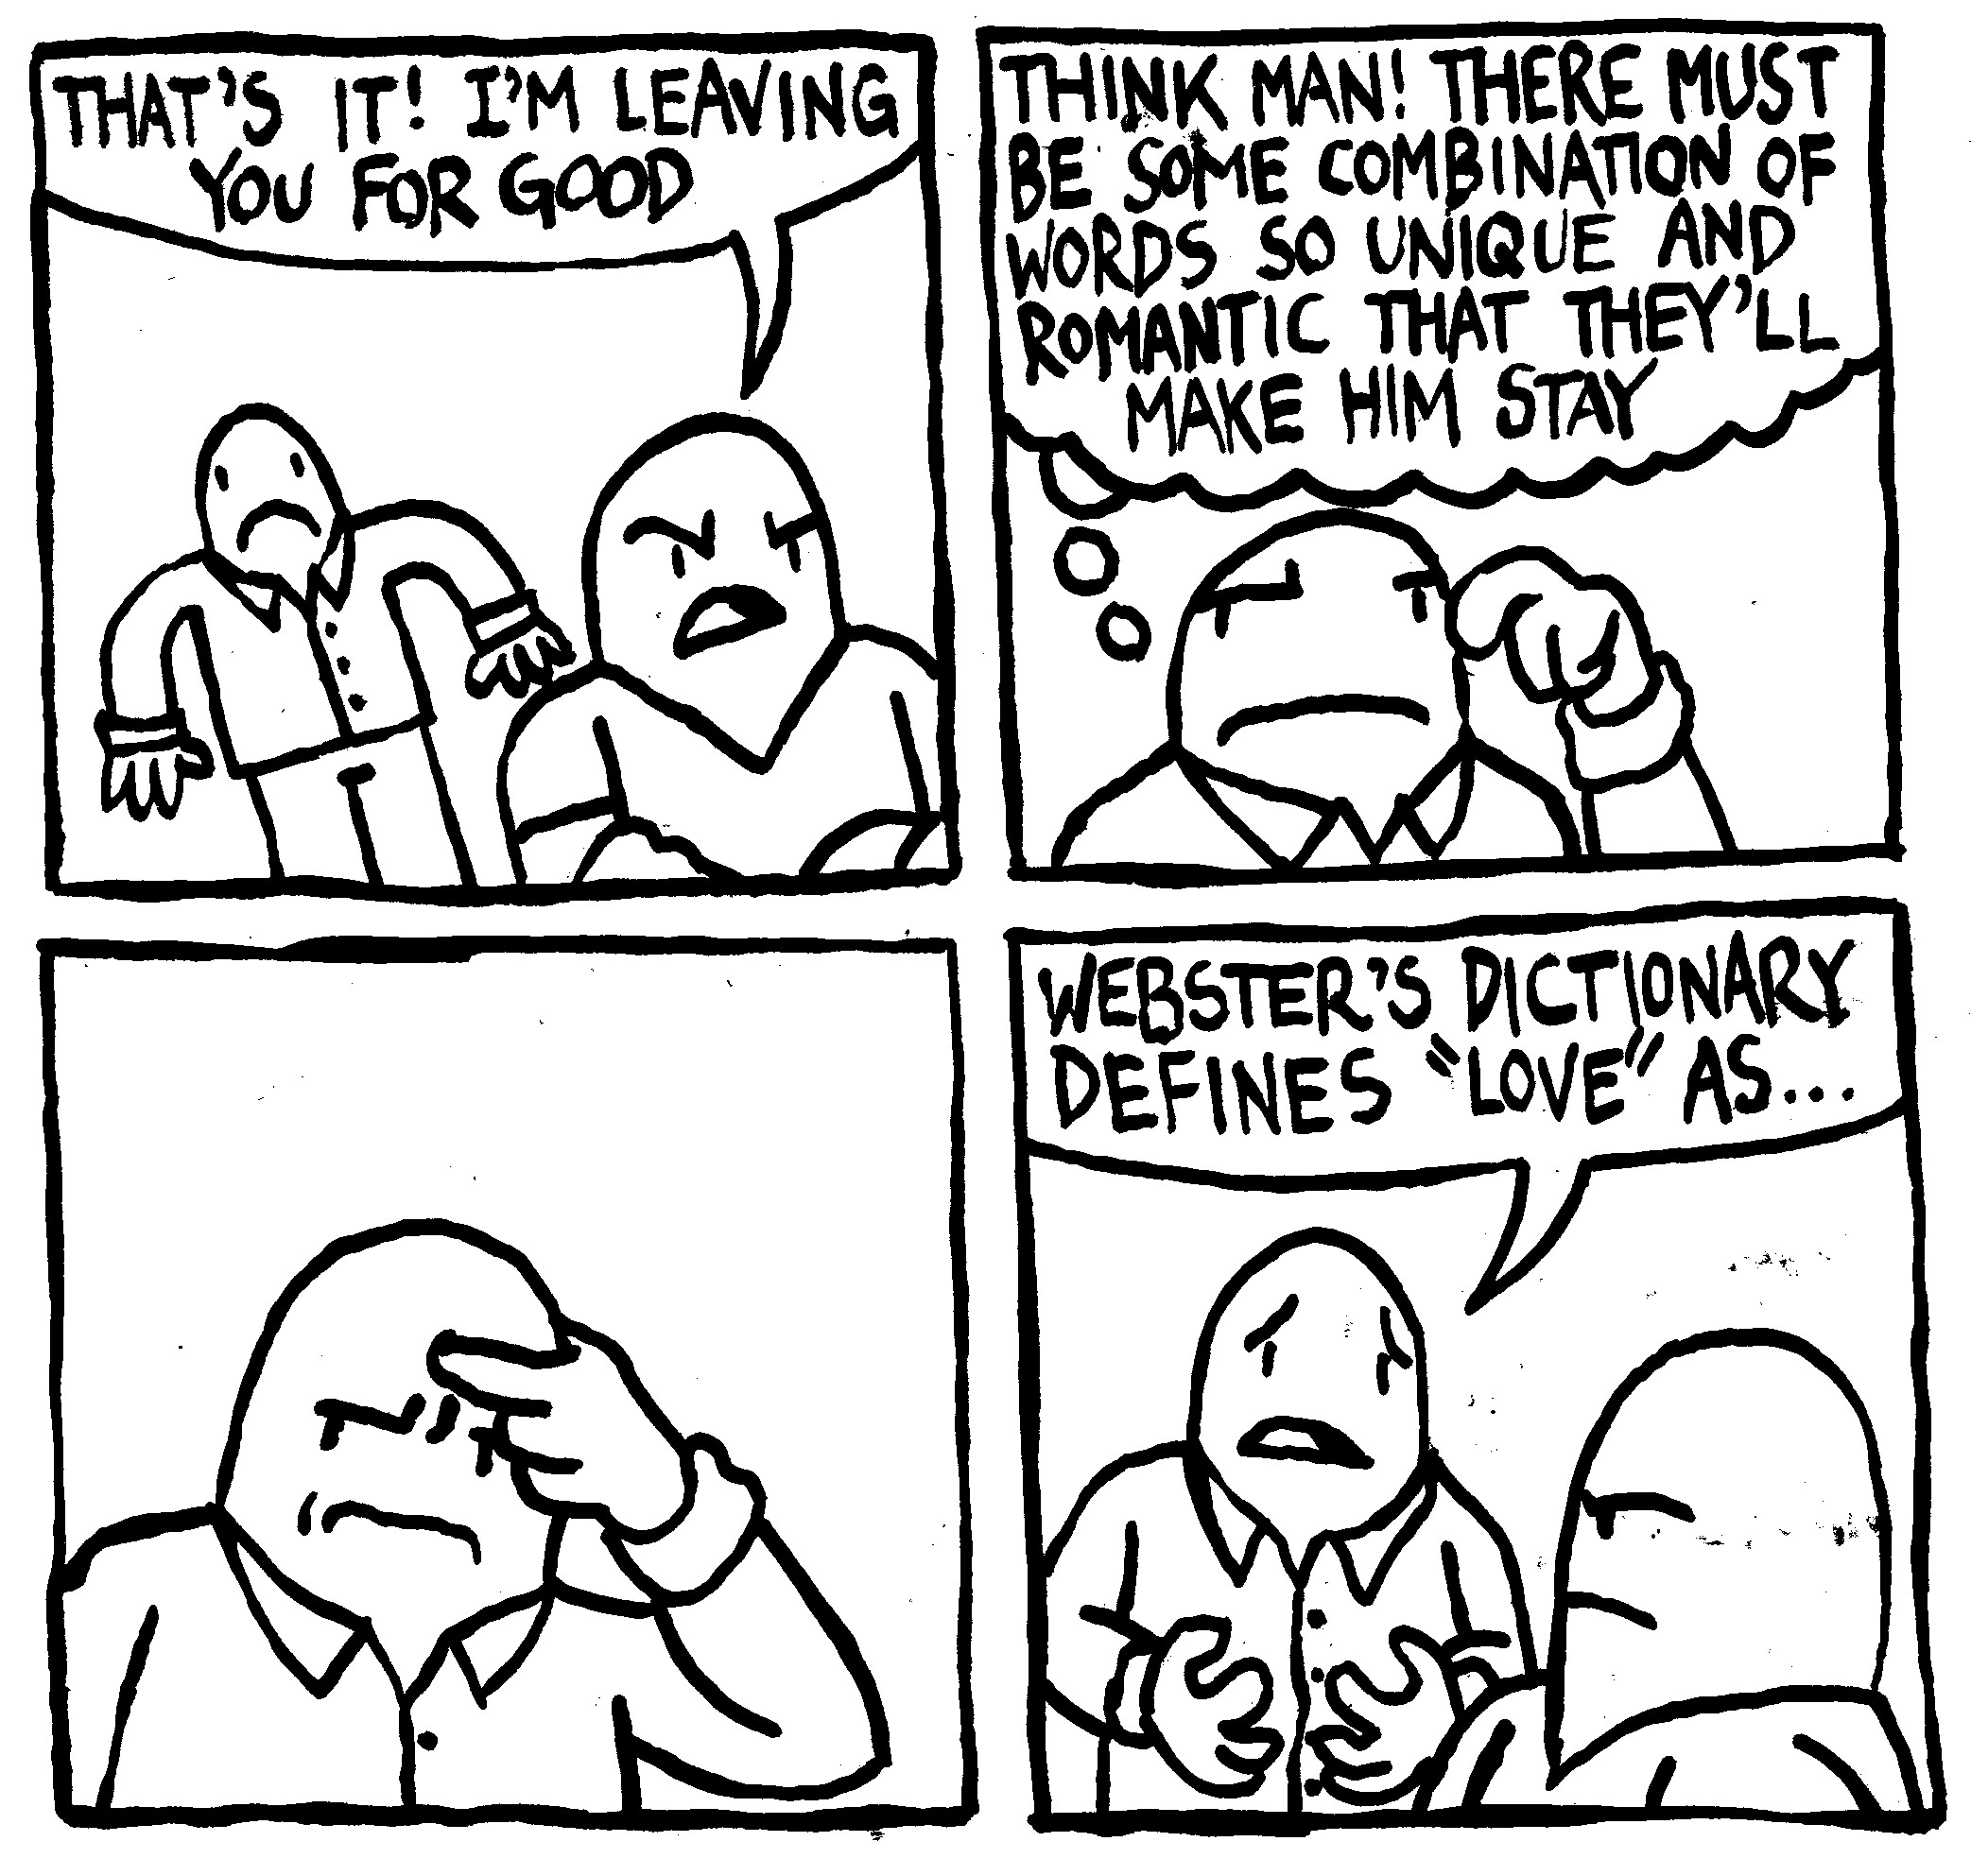 THAT'S IT! I'M LEAVING
YOU FOR GOOD
THINK MAN! THERE MUST
BE SOME COMBINATION OF
WORDS SO UNIQUE AND
ROMANTIC THAT THEY'LL
MAKE HIM STAY
WEBSTER'S DICTIONARY
DEFINES "LOVE" AS...